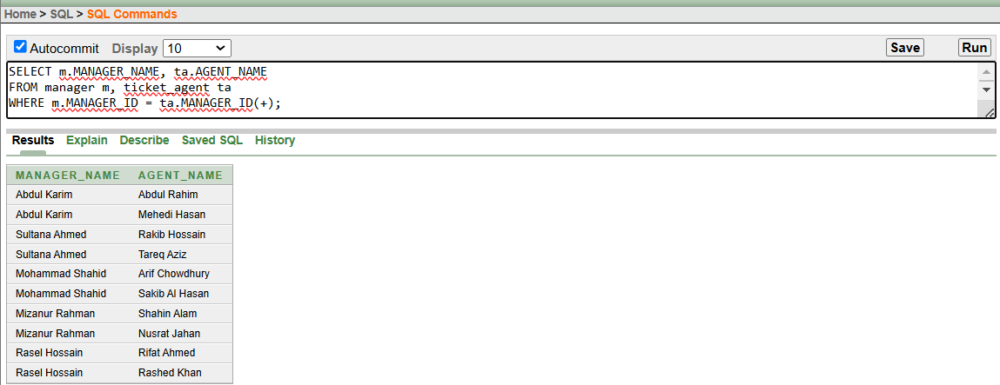 Home > SQL > SQL Commands
Autocommit Display 10 Save Run
SELECT m.MANAGER_NAME, ta.AGENT_NAME
FROM manager m, ticket_agent ta
WHERE m.MANAGER_ID = ta.MANAGER_ID(+);
Results Explain Describe Saved SQL History
MANAGER_NAME AGENT_NAME
Abdul Karim Abdul Rahim
Abdul Karim Mehedi Hasan
Sultana Ahmed Rakib Hossain
Sultana Ahmed Tareq Aziz
Mohammad Shahid Arif Chowdhury
Mohammad Shahid Sakib Al Hasan
Mizanur Rahman Shahin Alam
Mizanur Rahman Nusrat Jahan
Rasel Hossain Rifat Ahmed
Rasel Hossain Rashed Khan